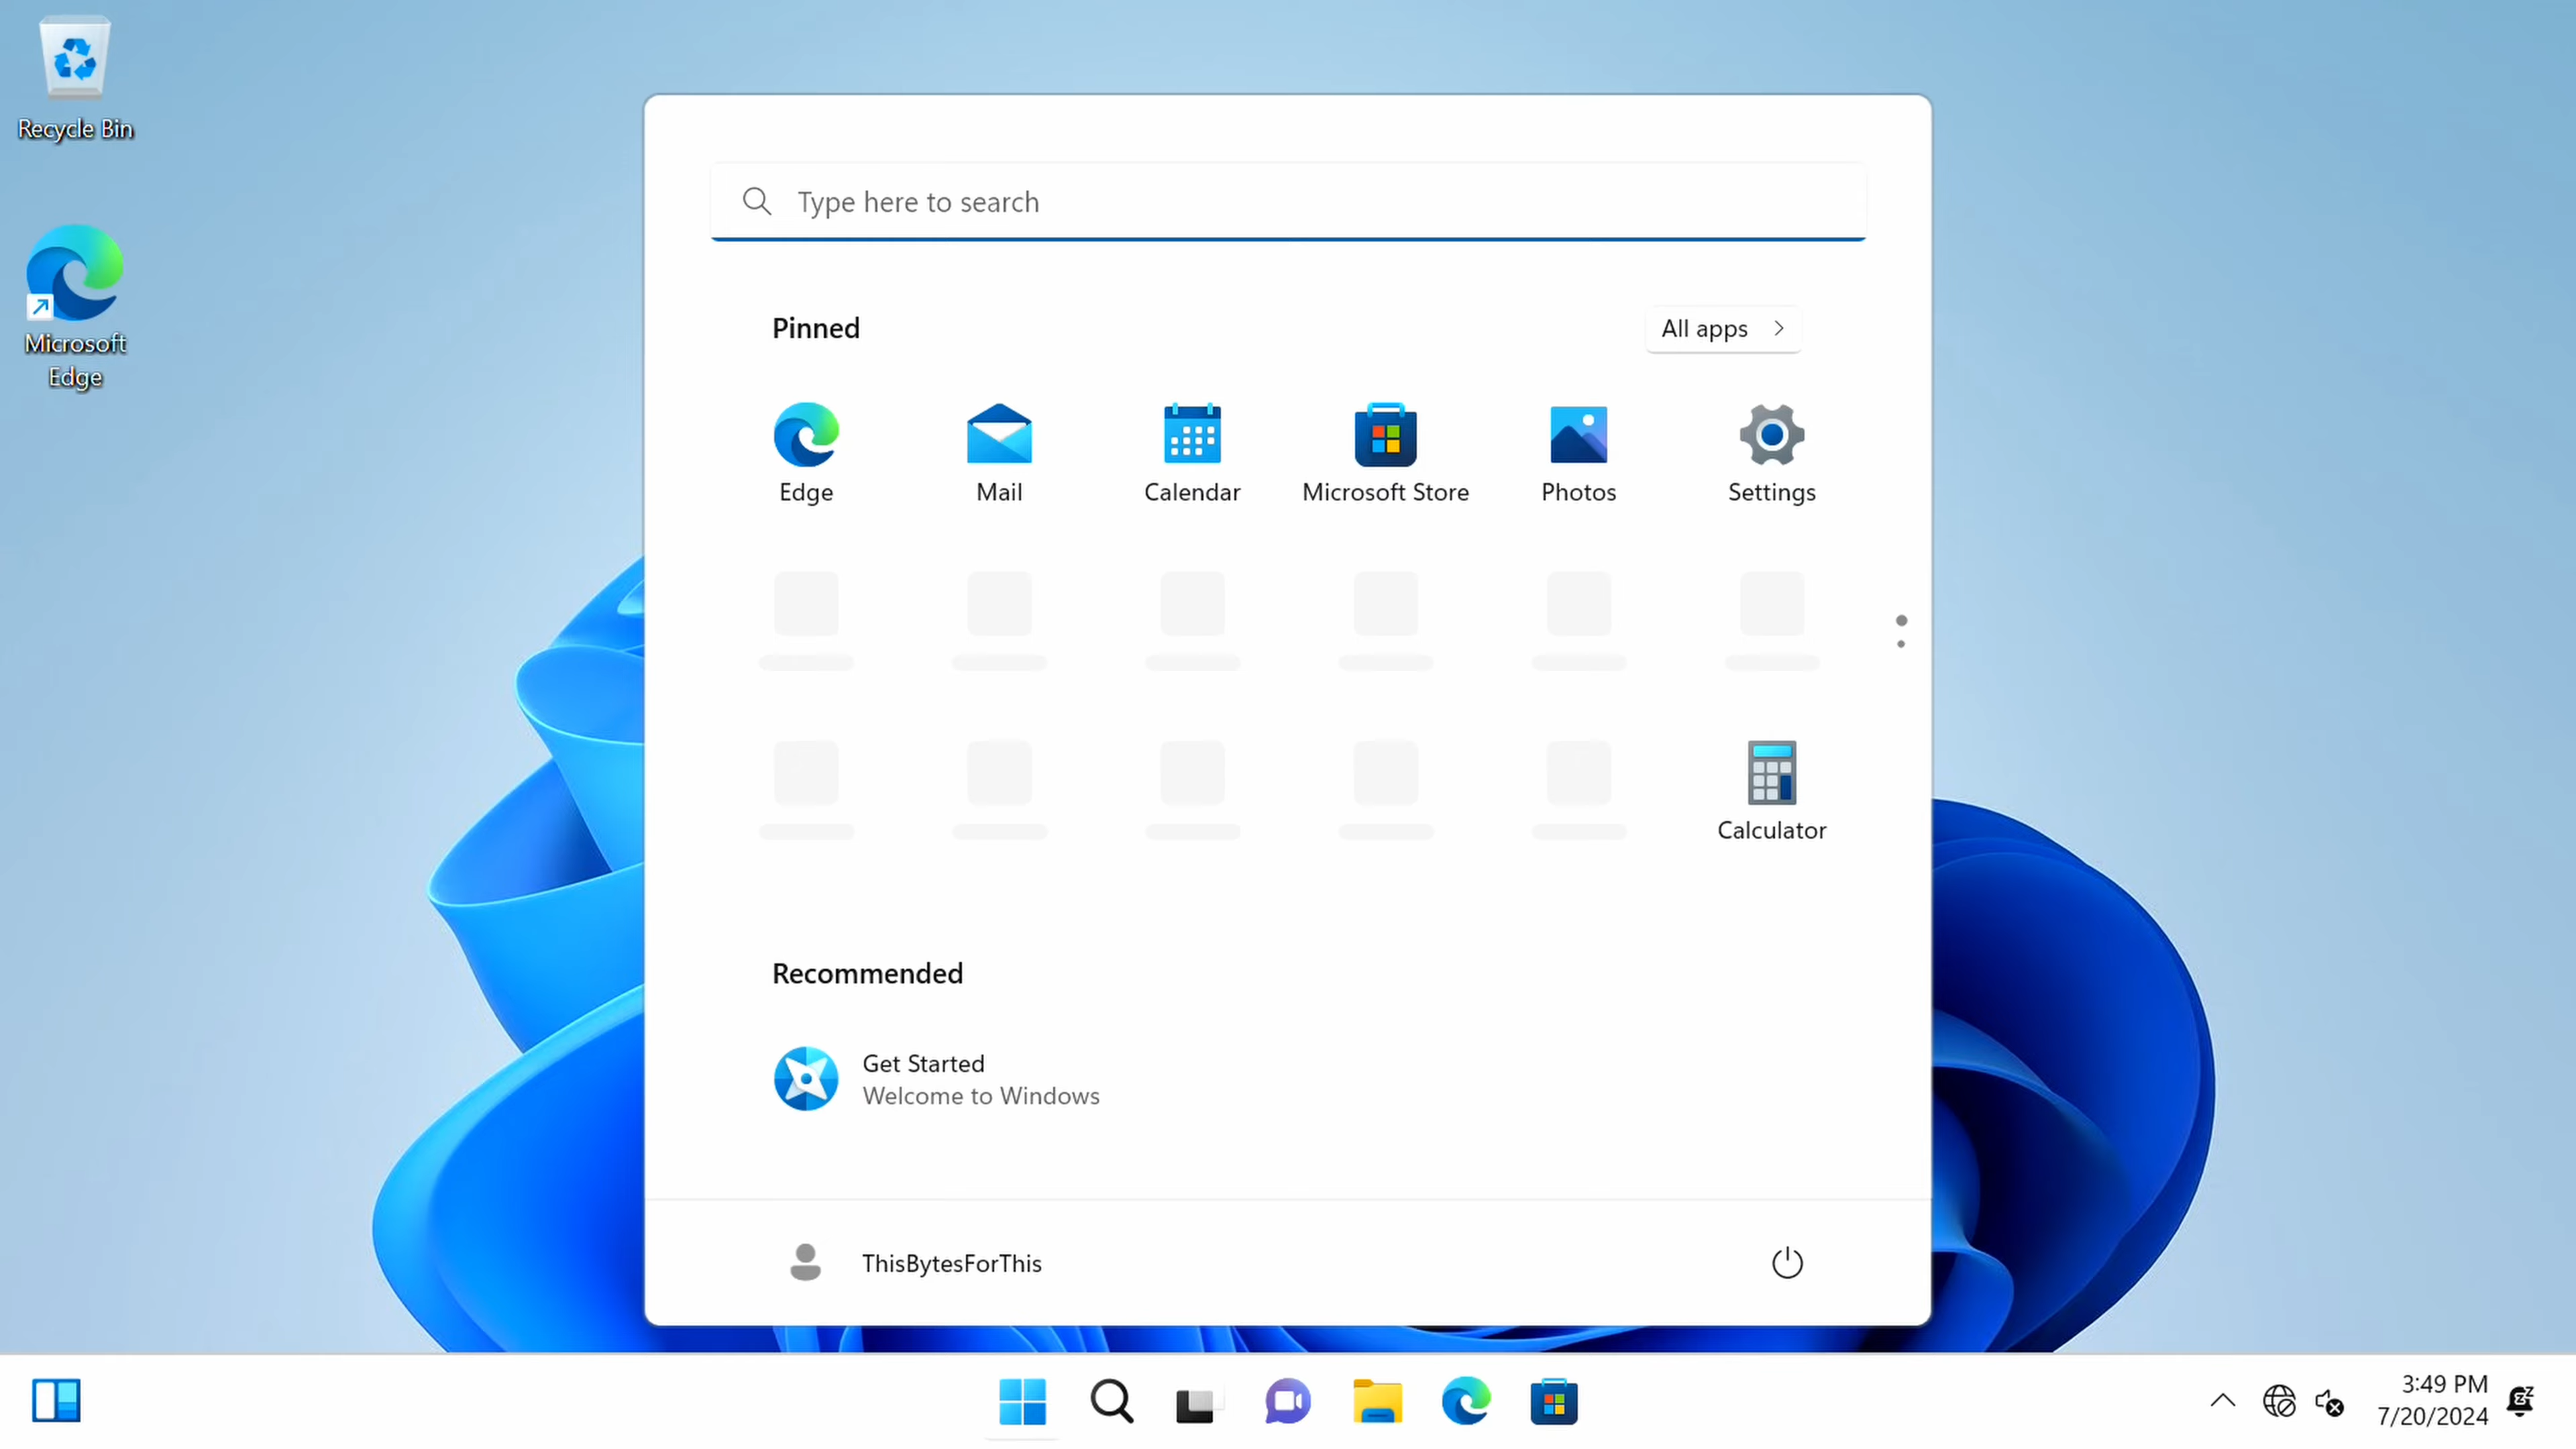 Recycle Bin
Microsoft
Edge
Type here to search
Pinned
All apps
Edge
Mail
Calendar
Microsoft Store
Photos
Settings
Calculator
Recommended
Get Started
Welcome to Windows
ThisBytesForThis
3:49 PM
7/20/2024